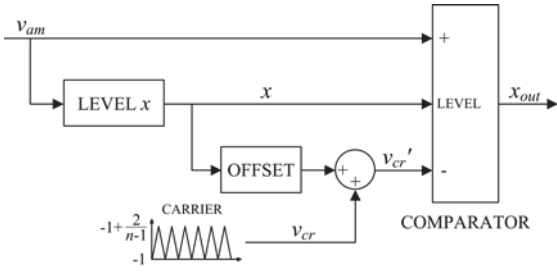 v_am
+
LEVEL x
x
LEVEL
x_out
OFFSET
+
+
v_cr'
-
COMPARATOR
CARRIER
-1+ 2/n-1
-1
v_cr